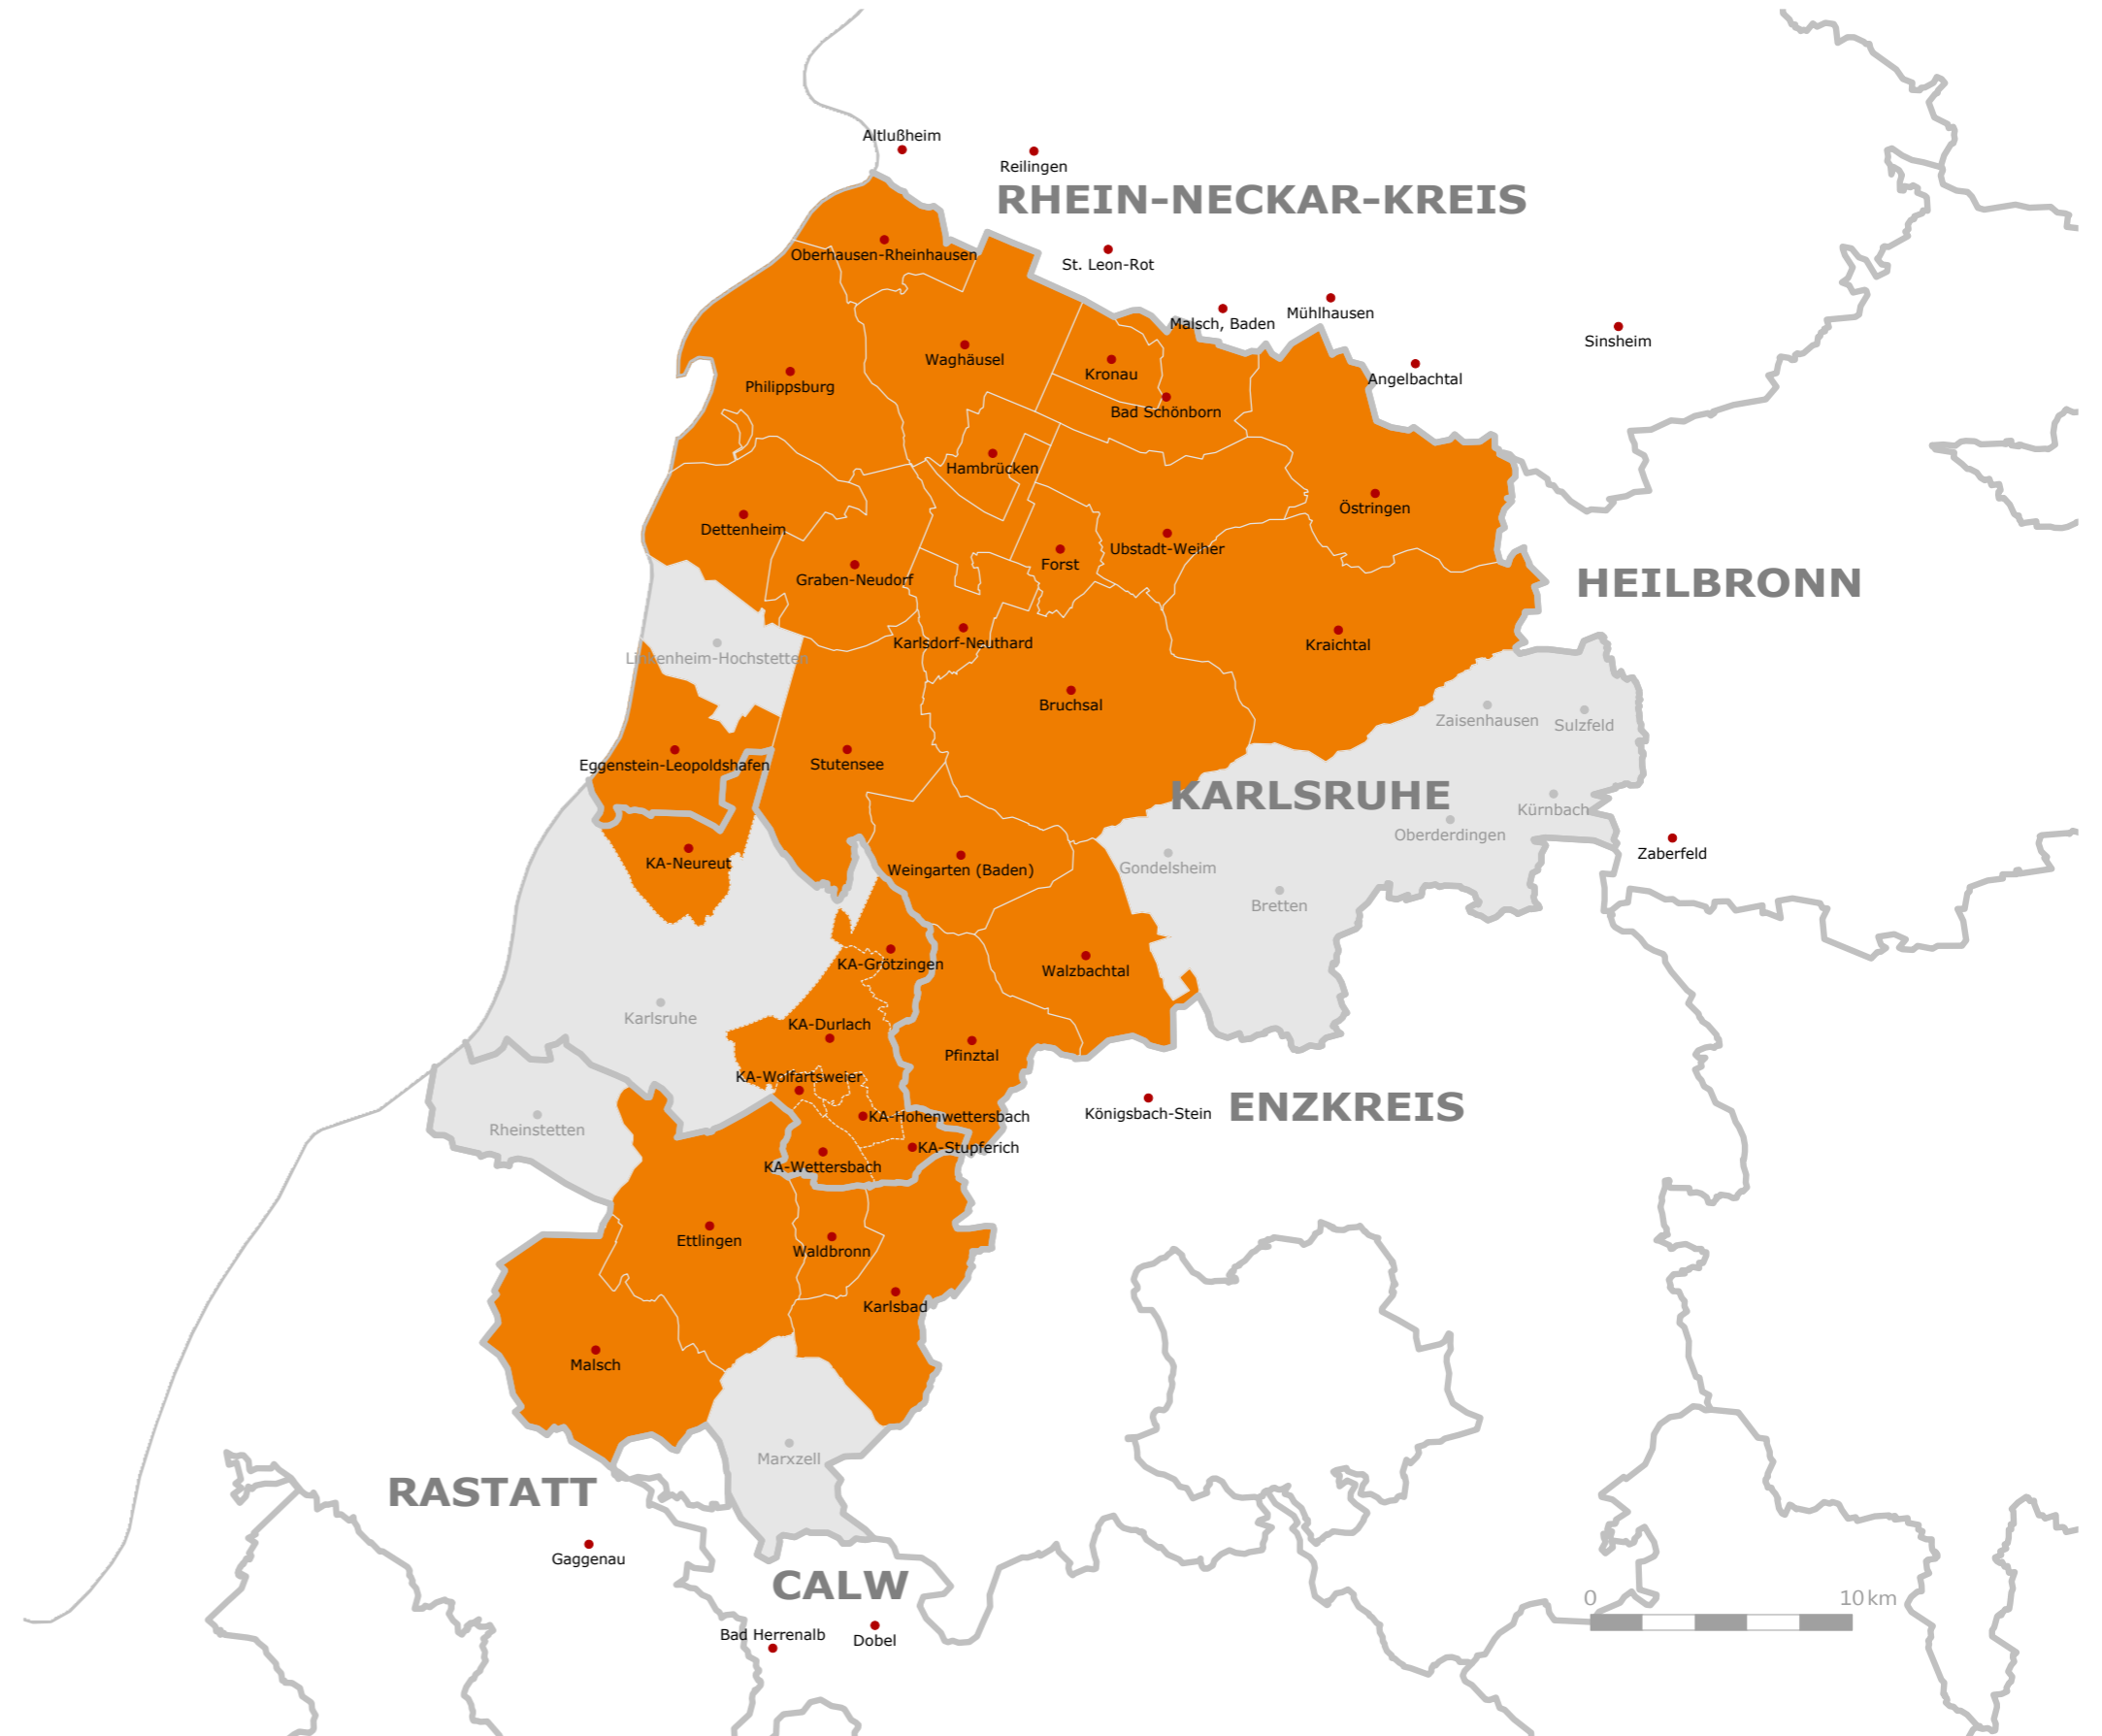 Altlußheim
Reilingen
RHEIN-NECKAR-KREIS
Oberhausen-Rheinhausen
St. Leon-Rot
Malsch, Baden
Mühlhausen
Sinsheim
Waghäusel
Kronau
Angelbachtal
Philippsburg
Bad Schönborn
Hambrücken
Östringen
Dettenheim
Ubstadt-Weiher
Forst
Graben-Neudorf
HEILBRONN
Karlsdorf-Neuthard
Kraichtal
Linkenheim-Hochstetten
Bruchsal
Zaisenhausen
Sulzfeld
Eggenstein-Leopoldshafen
Stutensee
KARLSRUHE
Kürnbach
Oberderdingen
Zaberfeld
KA-Neureut
Weingarten (Baden)
Gondelsheim
Bretten
KA-Grötzingen
Walzbachtal
Karlsruhe
KA-Durlach
Pfinztal
KA-Wolfartsweier
KA-Hohenwettersbach
Königsbach-Stein
ENZKREIS
Rheinstetten
KA-Stupferich
KA-Wettersbach
Ettlingen
Waldbronn
Karlsbad
Malsch
Marxzell
RASTATT
Gaggenau
CALW
0 10 km
Bad Herrenalb
Dobel